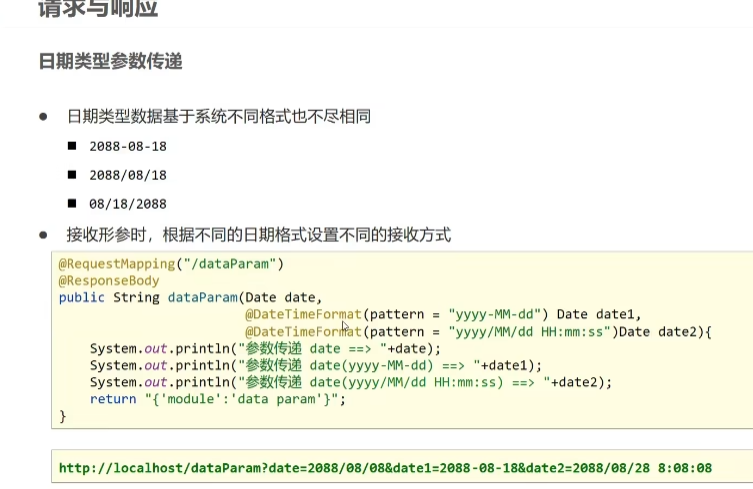 请求与响应
日期类型参数传递
● 日期类型数据基于系统不同格式也不尽相同
■ 2088-08-18
■ 2088/08/18
■ 08/18/2088
● 接收形参时，根据不同的日期格式设置不同的接收方式
@RequestMapping("/dataParam")
@ResponseBody
public String dataParam(Date date,
@DateTimeFormat(pattern = "yyyy-MM-dd") Date date1,
@DateTimeFormat(pattern = "yyyy/MM/dd HH:mm:ss")Date date2){
System.out.println("参数传递 date ==> "+date);
System.out.println("参数传递 date(yyyy-MM-dd) ==> "+date1);
System.out.println("参数传递 date(yyyy/MM/dd HH:mm:ss) ==> "+date2);
return "{'module':'data param'}";
}
http://localhost/dataParam?date=2088/08/08&date1=2088-08-18&date2=2088/08/28 8:08:08